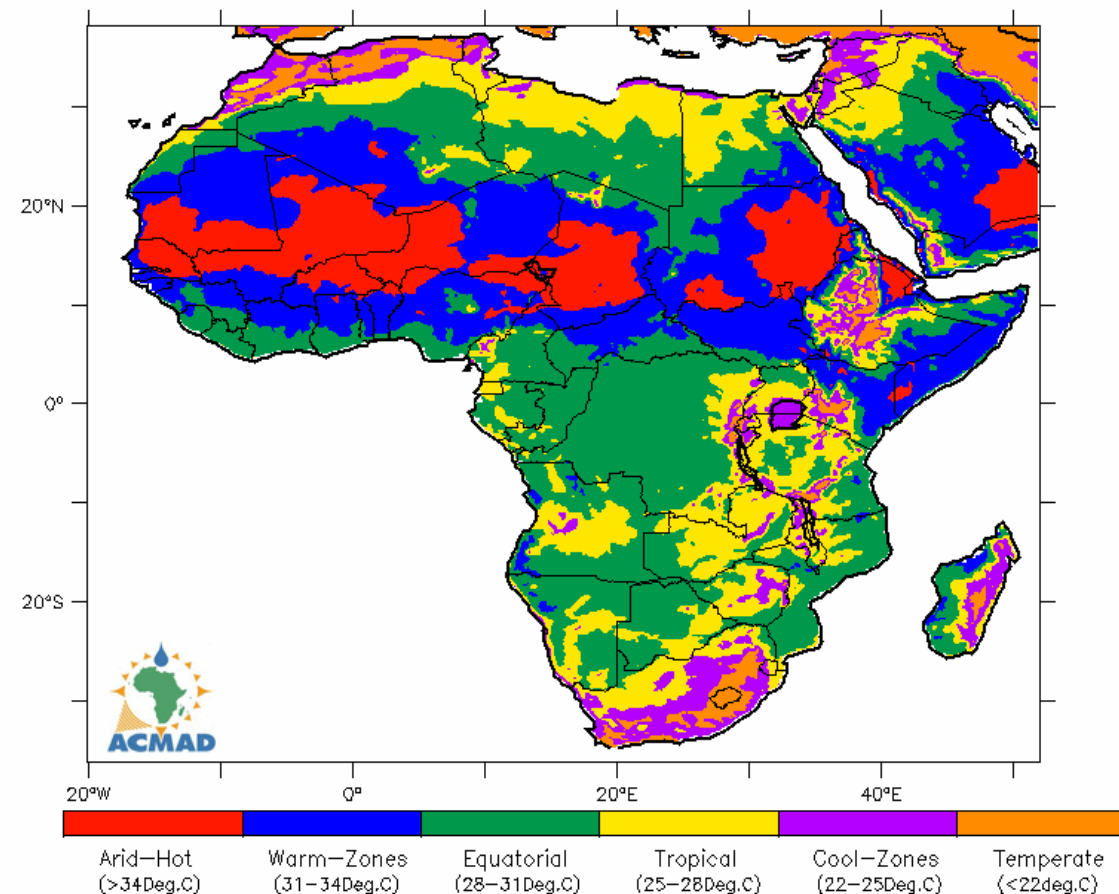 20°N
0°
20°S
ACMAD
20°W 0° 20°E 40°E
Arid-Hot Warm-Zones Equatorial Tropical Cool-Zones Temperate
(>34Deg.C) (31-34Deg.C) (28-31Deg.C) (25-28Deg.C) (22-25Deg.C) (<22deg.C)